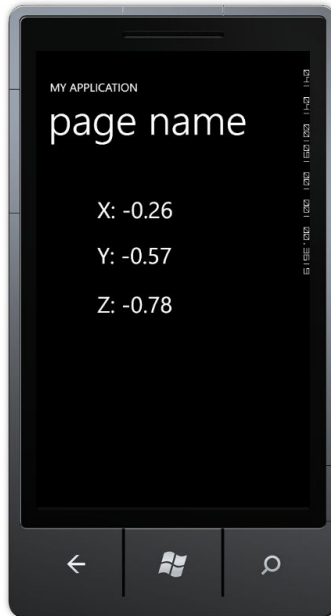 MY APPLICATION
page name
X: -0.26
Y: -0.57
Z: -0.78